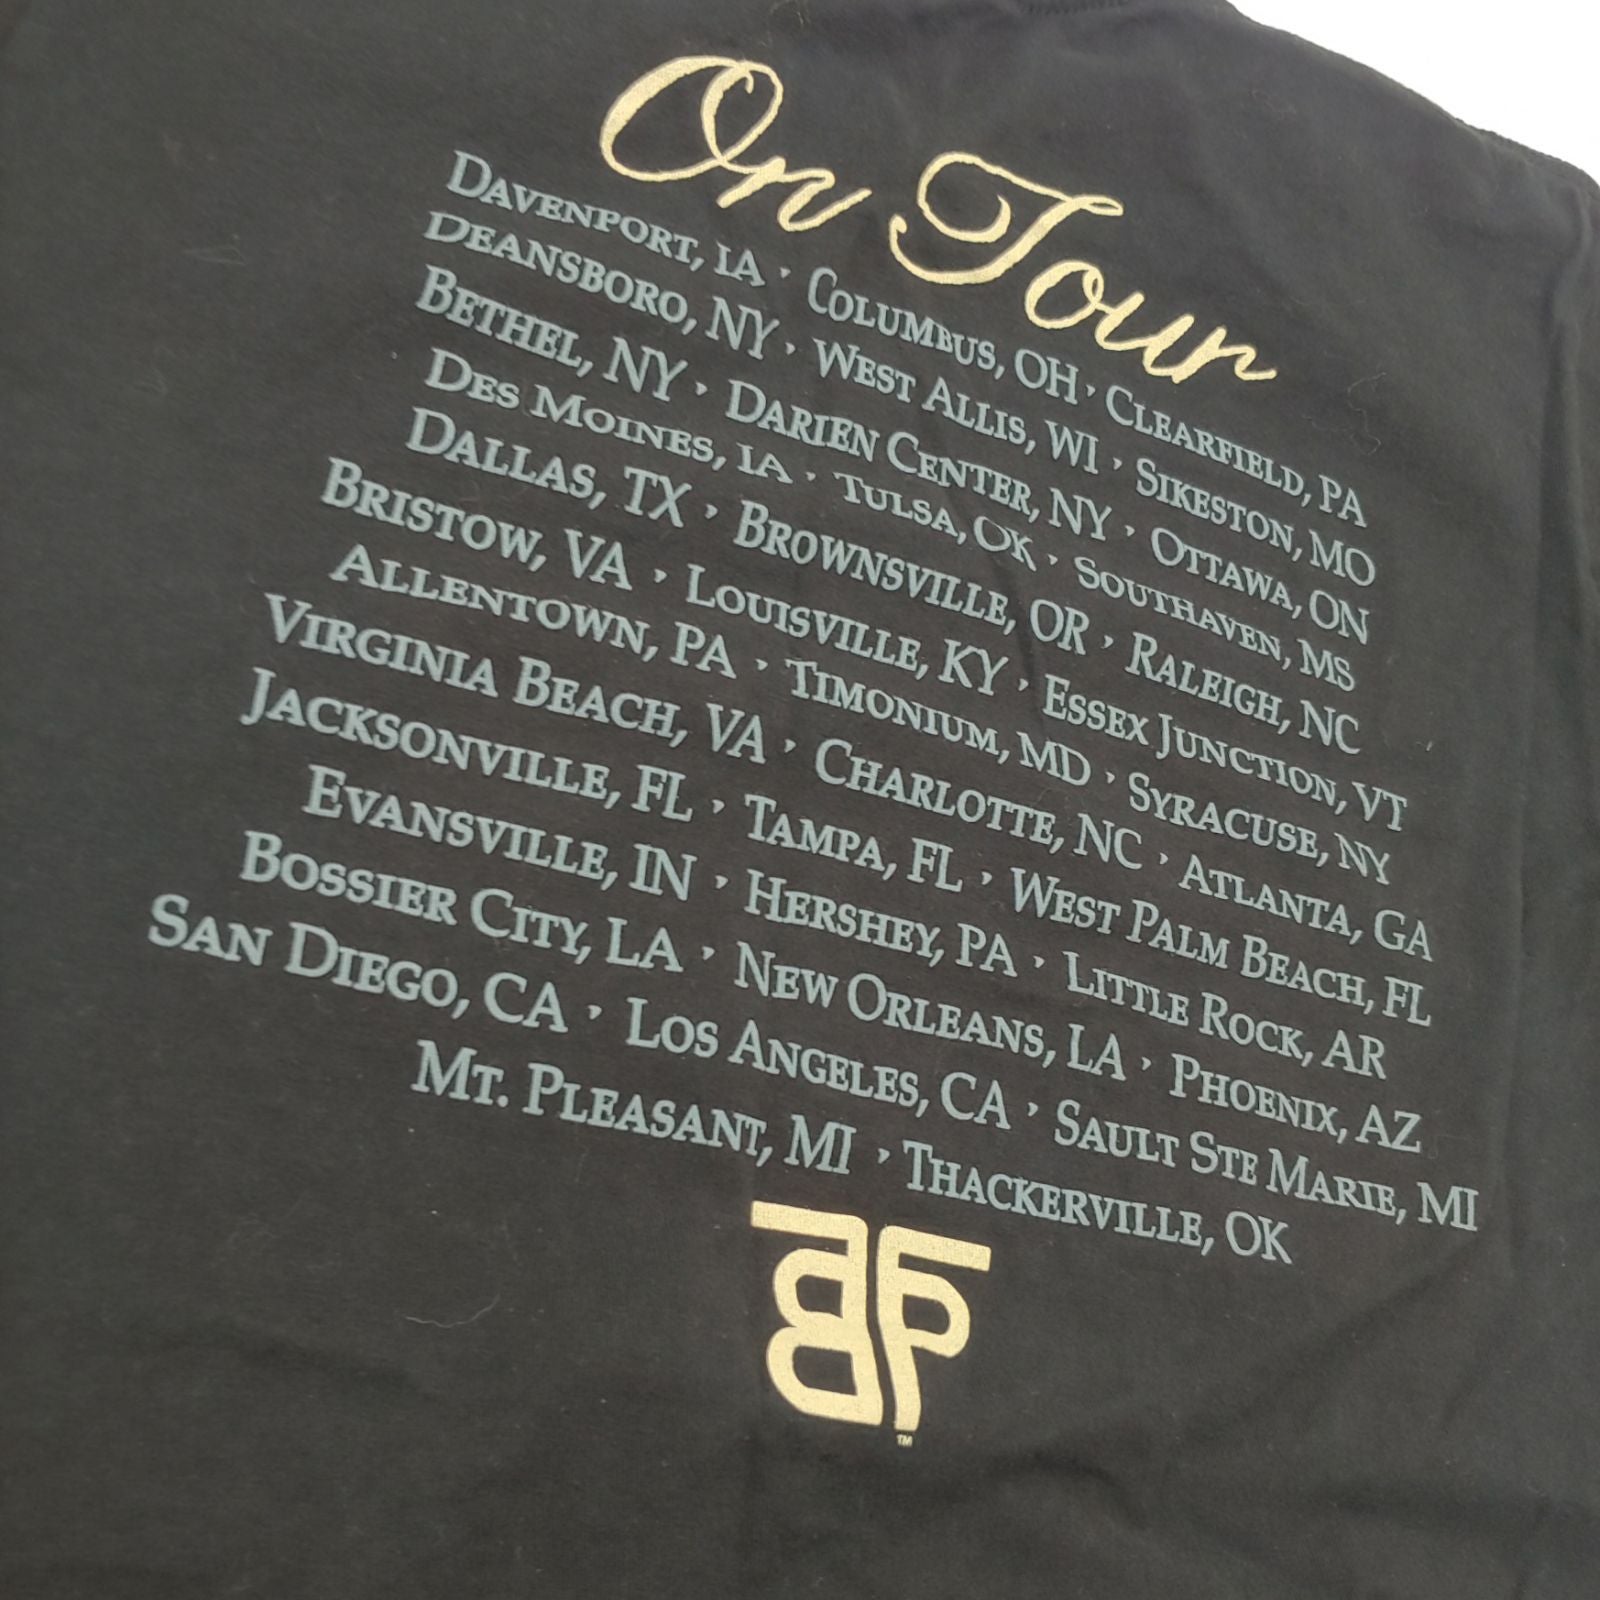 On Tour
DAVENPORT, IA · COLUMBUS, OH · CLEARFIELD, PA
DEANSBORO, NY · WEST ALLIS, WI · SIKESTON, MO
BETHEL, NY · DARIEN CENTER, NY · OTTAWA, ON
DES MOINES, IA · TULSA, OK · SOUTHAVEN, MS
DALLAS, TX · BROWNSVILLE, OR · RALEIGH, NC
BRISTOW, VA · LOUISVILLE, KY · ESSEX JUNCTION, VT
ALLENTOWN, PA · TIMONIUM, MD · SYRACUSE, NY
VIRGINIA BEACH, VA · CHARLOTTE, NC · ATLANTA, GA
JACKSONVILLE, FL · TAMPA, FL · WEST PALM BEACH, FL
EVANSVILLE, IN · HERSHEY, PA · LITTLE ROCK, AR
BOSSIER CITY, LA · NEW ORLEANS, LA · PHOENIX, AZ
SAN DIEGO, CA · LOS ANGELES, CA · SAULT STE MARIE, MI
MT. PLEASANT, MI · THACKERVILLE, OK
TM